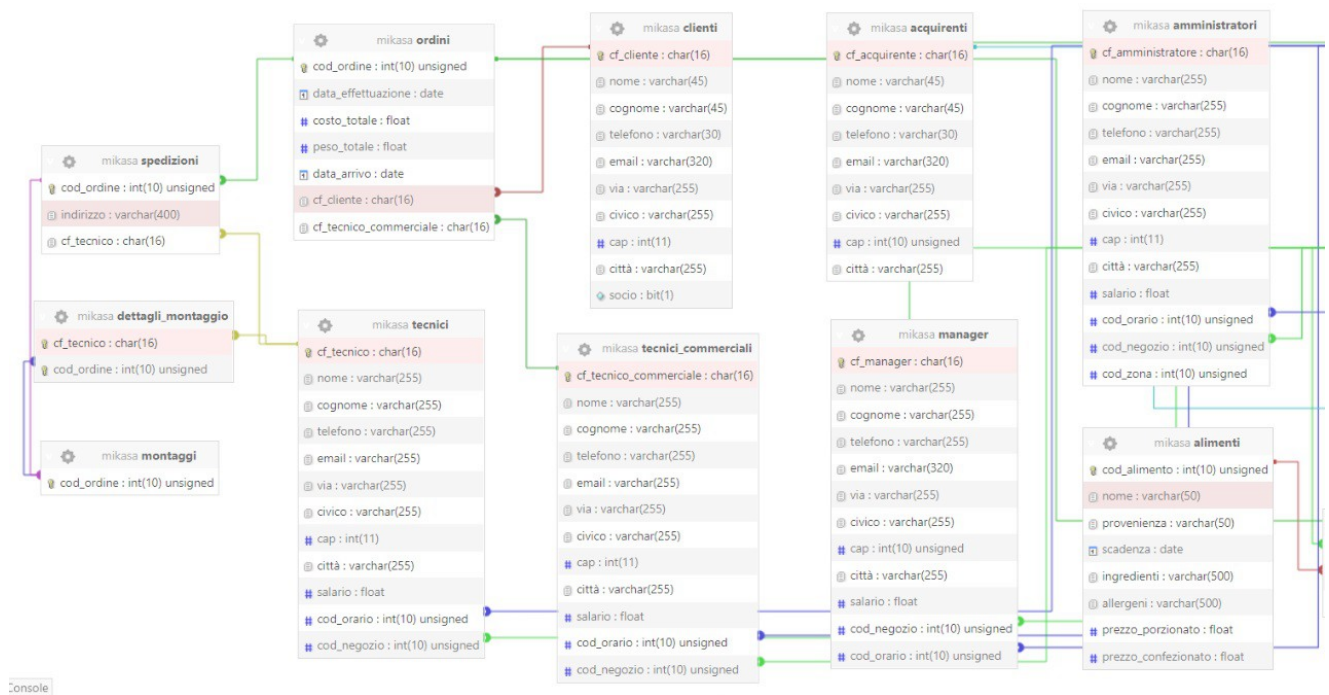 mikasa ordini
cod_ordine : int(10) unsigned
data_effettuazione : date
costo_totale : float
peso_totale : float
data_arrivo : date
cf_cliente : char(16)
cf_tecnico_commerciale : char(16)
mikasa clienti
cf_cliente : char(16)
nome : varchar(45)
cognome : varchar(45)
telefono : varchar(30)
email : varchar(320)
via : varchar(255)
civico : varchar(255)
cap : int(11)
città : varchar(255)
socio : bit(1)
mikasa acquirenti
cf_acquirente : char(16)
nome : varchar(45)
cognome : varchar(45)
telefono : varchar(30)
email : varchar(320)
via : varchar(255)
civico : varchar(255)
cap : int(10) unsigned
città : varchar(255)
mikasa amministratori
cf_amministratore : char(16)
nome : varchar(255)
cognome : varchar(255)
telefono : varchar(255)
email : varchar(255)
via : varchar(255)
civico : varchar(255)
cap : int(11)
città : varchar(255)
salario : float
cod_orario : int(10) unsigned
cod_negozio : int(10) unsigned
cod_zona : int(10) unsigned
mikasa spedizioni
cod_ordine : int(10) unsigned
indirizzo : varchar(400)
cf_tecnico : char(16)
mikasa dettagli_montaggio
cf_tecnico : char(16)
cod_ordine : int(10) unsigned
mikasa montaggi
cod_ordine : int(10) unsigned
mikasa tecnici
cf_tecnico : char(16)
nome : varchar(255)
cognome : varchar(255)
telefono : varchar(255)
email : varchar(255)
via : varchar(255)
civico : varchar(255)
cap : int(11)
città : varchar(255)
salario : float
cod_orario : int(10) unsigned
cod_negozio : int(10) unsigned
mikasa tecnici_commerciali
cf_tecnico_commerciale : char(16)
nome : varchar(255)
cognome : varchar(255)
telefono : varchar(255)
email : varchar(255)
via : varchar(255)
civico : varchar(255)
cap : int(11)
città : varchar(255)
salario : float
cod_orario : int(10) unsigned
cod_negozio : int(10) unsigned
mikasa manager
cf_manager : char(16)
nome : varchar(255)
cognome : varchar(255)
telefono : varchar(255)
email : varchar(320)
via : varchar(255)
civico : varchar(255)
cap : int(10) unsigned
città : varchar(255)
salario : float
cod_negozio : int(10) unsigned
cod_orario : int(10) unsigned
mikasa alimenti
cod_alimento : int(10) unsigned
nome : varchar(50)
provenienza : varchar(50)
scadenza : date
ingredienti : varchar(500)
allergeni : varchar(500)
prezzo_porzionato : float
prezzo_confezionato : float
Console